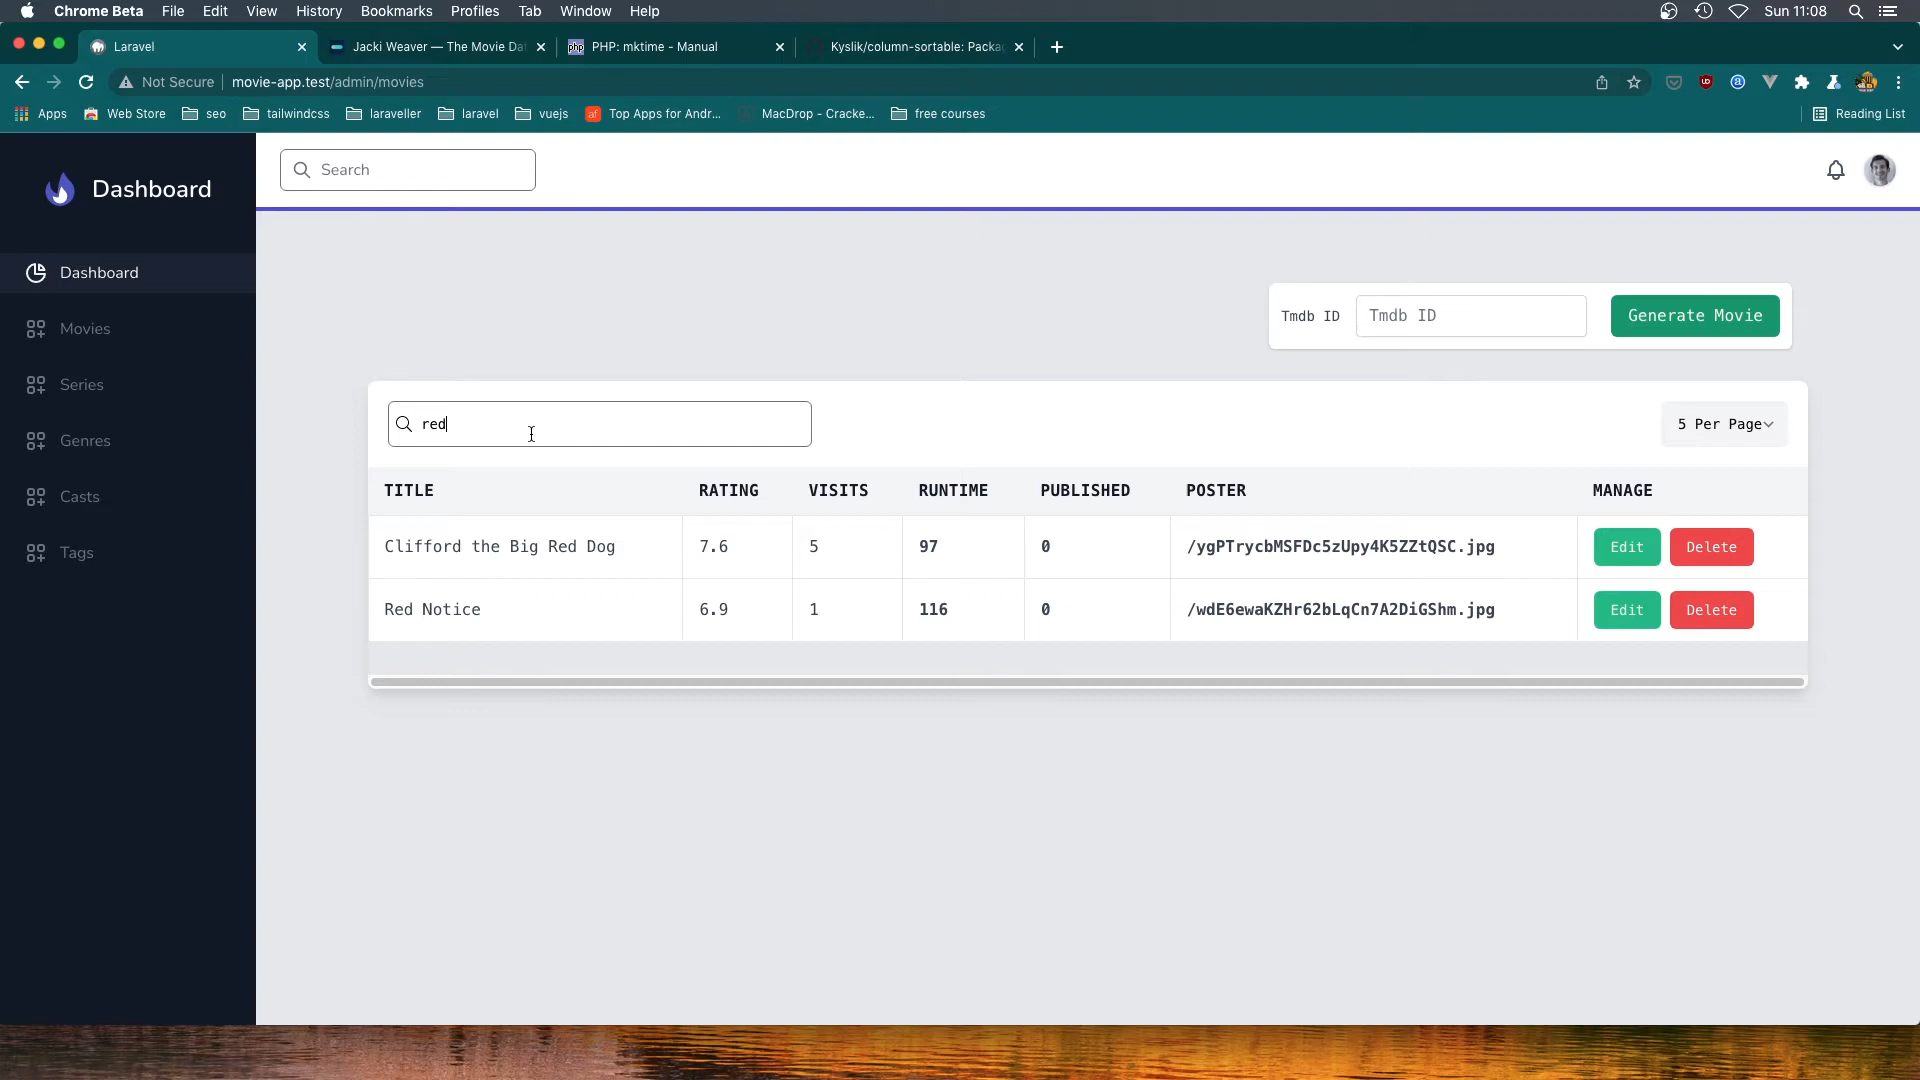 Chrome Beta File Edit View History Bookmarks Profiles Tab Window Help Sun 11:08
Laravel Jacki Weaver — The Movie Dat php PHP: mktime - Manual Kyslik/column-sortable: Packag
Not Secure movie-app.test/admin/movies
Apps Web Store seo tailwindcss laraveller laravel vuejs af Top Apps for Andr... MacDrop - Cracke... free courses Reading List
Dashboard
Search
Dashboard
Movies
Series
Genres
Casts
Tags
Tmdb ID Tmdb ID Generate Movie
red 5 Per Page
TITLE RATING VISITS RUNTIME PUBLISHED POSTER MANAGE
Clifford the Big Red Dog 7.6 5 97 0 /ygPTrycbMSFDc5zUpy4K5ZZtQSC.jpg Edit Delete
Red Notice 6.9 1 116 0 /wdE6ewaKZHr62bLqCn7A2DiGShm.jpg Edit Delete